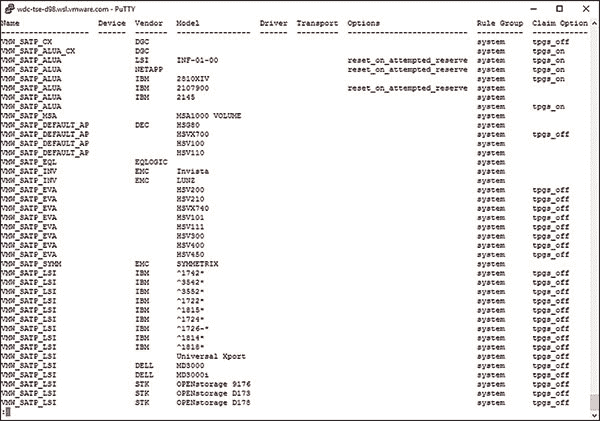 wdc-tse-d98.wsl.vmware.com - PuTTY
Name Device Vendor Model Driver Transport Options Rule Group Claim Option
VMW_SATP_CX DGC system tpgs_off
VMW_SATP_ALUA_CX DGC system tpgs_on
VMW_SATP_ALUA LSI INF-01-00 reset_on_attempted_reserve system tpgs_on
VMW_SATP_ALUA NETAPP reset_on_attempted_reserve system tpgs_on
VMW_SATP_ALUA IBM 2810XIV system tpgs_on
VMW_SATP_ALUA IBM 2107900 reset_on_attempted_reserve system
VMW_SATP_ALUA IBM 2145 system
VMW_SATP_ALUA system tpgs_on
VMW_SATP_MSA MSA1000 VOLUME system
VMW_SATP_DEFAULT_AP DEC HSG80 system
VMW_SATP_DEFAULT_AP HSVX700 system tpgs_off
VMW_SATP_DEFAULT_AP HSV100 system
VMW_SATP_DEFAULT_AP HSV110 system
VMW_SATP_EQL EQLOGIC system
VMW_SATP_INV EMC Invista system
VMW_SATP_INV EMC LUNZ system
VMW_SATP_EVA HSV200 system tpgs_off
VMW_SATP_EVA HSV210 system tpgs_off
VMW_SATP_EVA HSVX740 system tpgs_off
VMW_SATP_EVA HSV101 system tpgs_off
VMW_SATP_EVA HSV111 system tpgs_off
VMW_SATP_EVA HSV300 system tpgs_off
VMW_SATP_EVA HSV400 system tpgs_off
VMW_SATP_EVA HSV450 system tpgs_off
VMW_SATP_SYMM EMC SYMMETRIX system
VMW_SATP_LSI IBM ^1742* system tpgs_off
VMW_SATP_LSI IBM ^3542* system tpgs_off
VMW_SATP_LSI IBM ^3552* system tpgs_off
VMW_SATP_LSI IBM ^1722* system tpgs_off
VMW_SATP_LSI IBM ^1815* system tpgs_off
VMW_SATP_LSI IBM ^1724* system tpgs_off
VMW_SATP_LSI IBM ^1726-* system tpgs_off
VMW_SATP_LSI IBM ^1814* system tpgs_off
VMW_SATP_LSI IBM ^1818* system tpgs_off
VMW_SATP_LSI Universal Xport system tpgs_off
VMW_SATP_LSI DELL MD3000 system tpgs_off
VMW_SATP_LSI DELL MD3000i system tpgs_off
VMW_SATP_LSI STK OPENstorage 9176 system tpgs_off
VMW_SATP_LSI STK OPENstorage D173 system tpgs_off
VMW_SATP_LSI STK OPENstorage D178 system tpgs_off
: